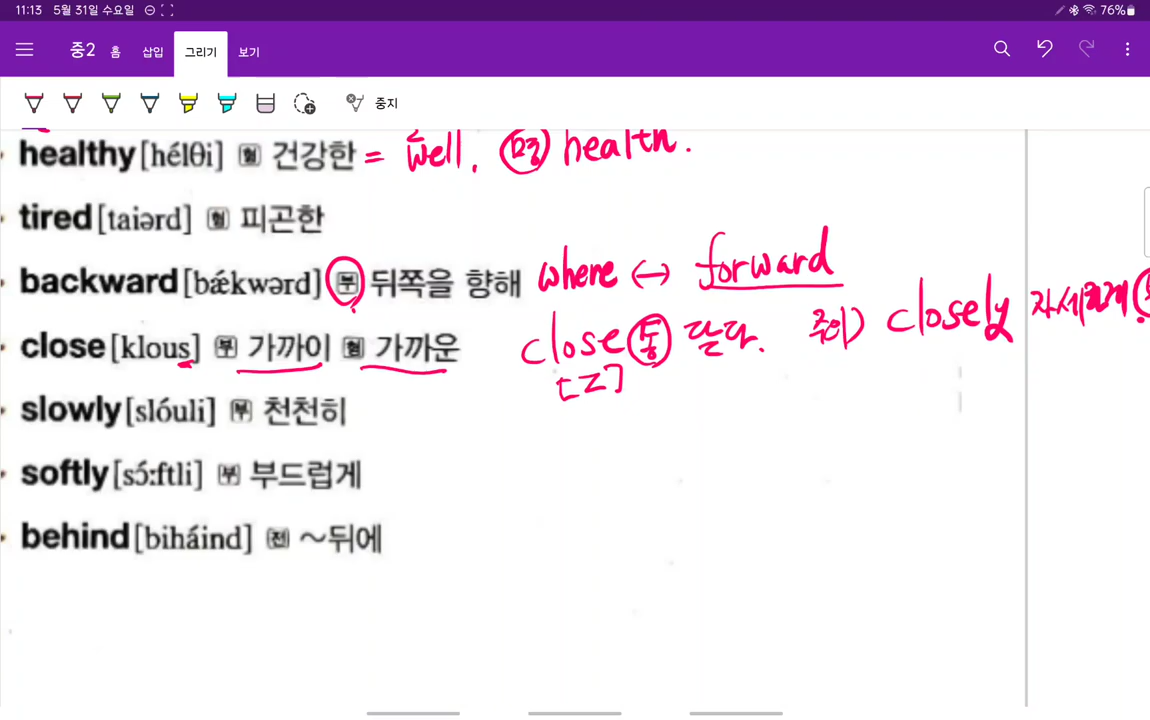 11:13 5월 31일 수요일 76%
중2 홈 삽입 그리기 보기
중지
healthy[hélθi] 형 건강한 = well. 명 health.
tired[taiərd] 형 피곤한
backward[bǽkwərd] 부 뒤쪽을 향해 where ↔ forward
close[klous] 부 가까이 형 가까운 close 동 닫다. 주의) closely 자세하게
[z]
slowly[slóuli] 부 천천히
softly[sɔ́:ftli] 부 부드럽게
behind[biháind] 전 ~뒤에